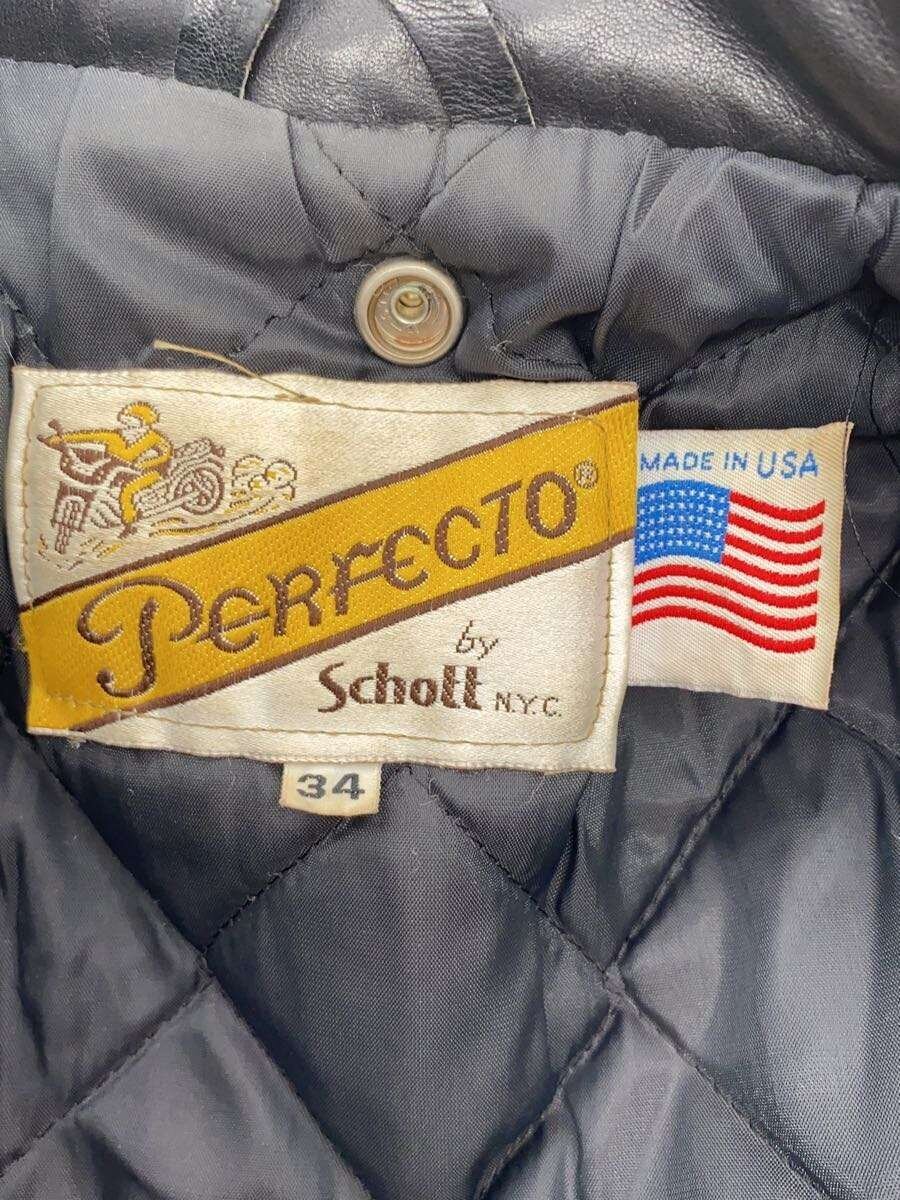 PERFECTO®
by
Schott N.Y.C.
MADE IN USA
34